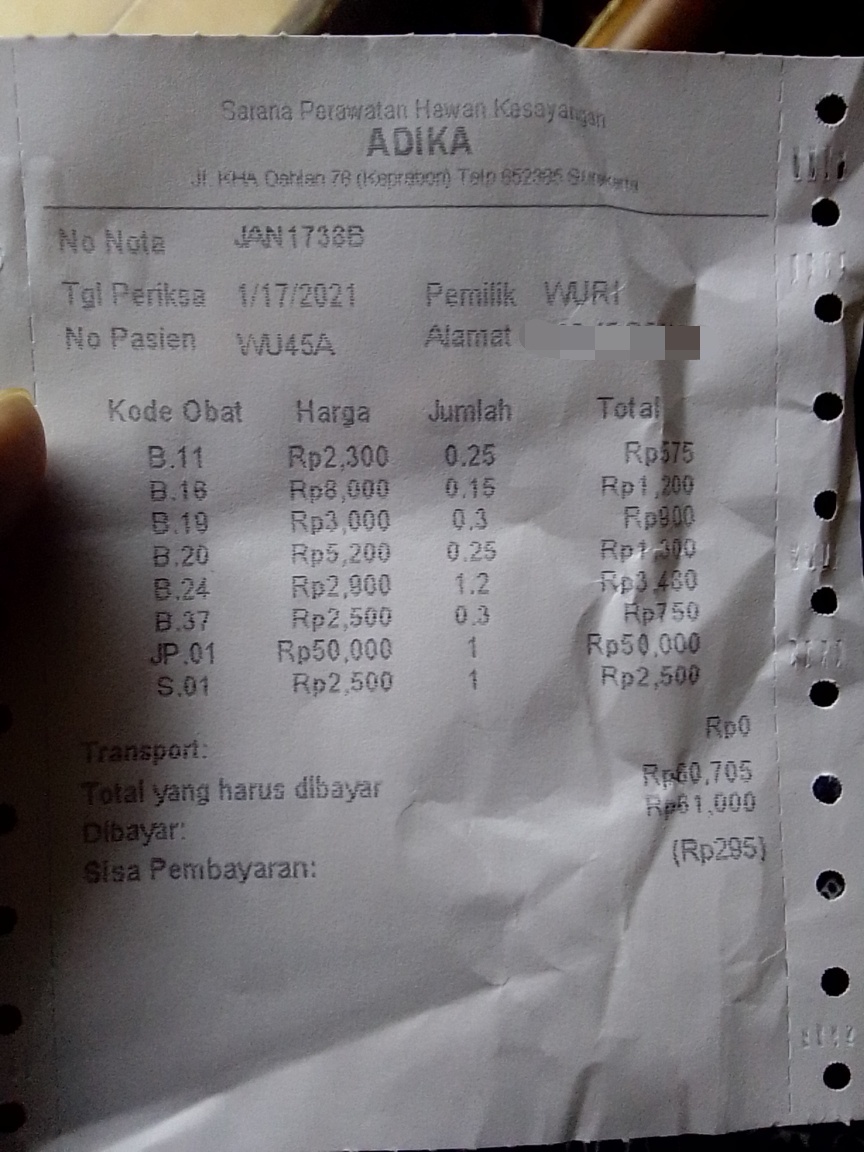 Sarana Perawatan Hewan Kesayangan
ADIKA
Jl. KHA Dahlan 76 (Keprabon) Telp 652395 Surakarta
No Nota JAN1738B
Tgl Periksa 1/17/2021 Pemilik WURI
No Pasien WU45A Alamat
Kode Obat Harga Jumlah Total
B.11 Rp2,300 0.25 Rp575
B.16 Rp8,000 0.15 Rp1,200
B.19 Rp3,000 0.3 Rp900
B.20 Rp5,200 0.25 Rp1,300
B.24 Rp2,900 1.2 Rp3,480
B.37 Rp2,500 0.3 Rp750
JP.01 Rp50,000 1 Rp50,000
S.01 Rp2,500 1 Rp2,500
Transport: Rp0
Total yang harus dibayar Rp60,705
Dibayar: Rp61,000
Sisa Pembayaran: (Rp295)